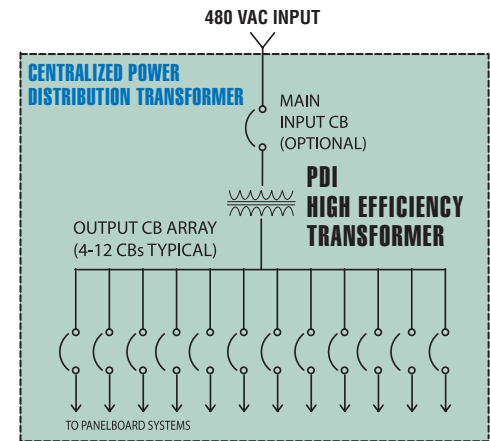 480 VAC INPUT
CENTRALIZED POWER
DISTRIBUTION TRANSFORMER
MAIN
INPUT CB
(OPTIONAL)
PDI
HIGH EFFICIENCY
TRANSFORMER
OUTPUT CB ARRAY
(4-12 CBs TYPICAL)
TO PANELBOARD SYSTEMS